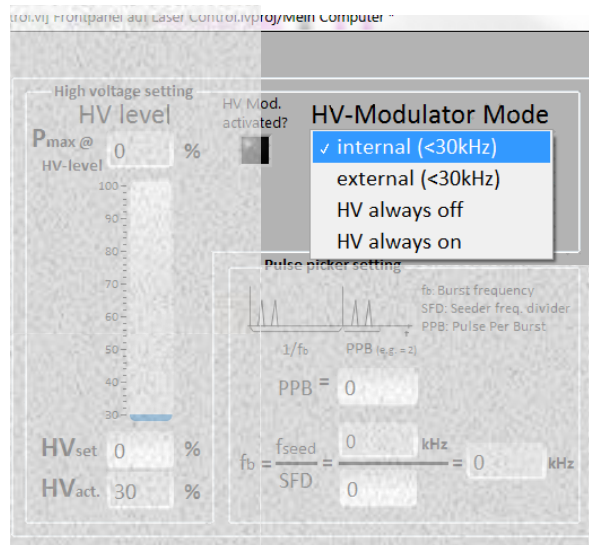 trol.vi] Frontpanel auf Laser Control.lvproj/Mein Computer *
High voltage setting
HV level
HV Mod.
activated?
HV-Modulator Mode
Pmax @
HV-level
0
%
✓ internal (<30kHz)
external (<30kHz)
HV always off
HV always on
100
90
80
70
60
50
40
30
Pulse picker setting
fb: Burst frequency
SFD: Seeder freq. divider
PPB: Pulse Per Burst
1/fb
PPB (e.g. = 2)
PPB = 0
HVset 0 %
HVact. 30 %
fb = fseed / SFD = 0 kHz / 0 = 0 kHz